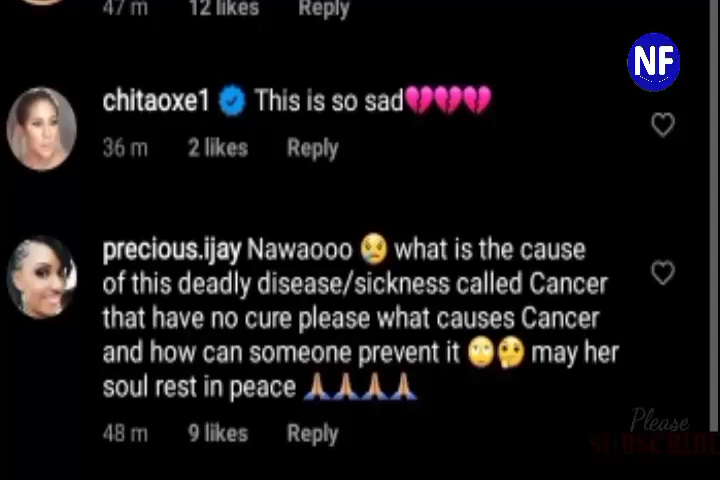 47 m 12 likes Reply
NF
chitaoxe1 This is so sad💔💔💔
36 m 2 likes Reply
precious.ijay Nawaooo 😢 what is the cause
of this deadly disease/sickness called Cancer
that have no cure please what causes Cancer
and how can someone prevent it 🙄🤔 may her
soul rest in peace 🙏🙏🙏🙏
48 m 9 likes Reply
Please
SUBSCRIBE